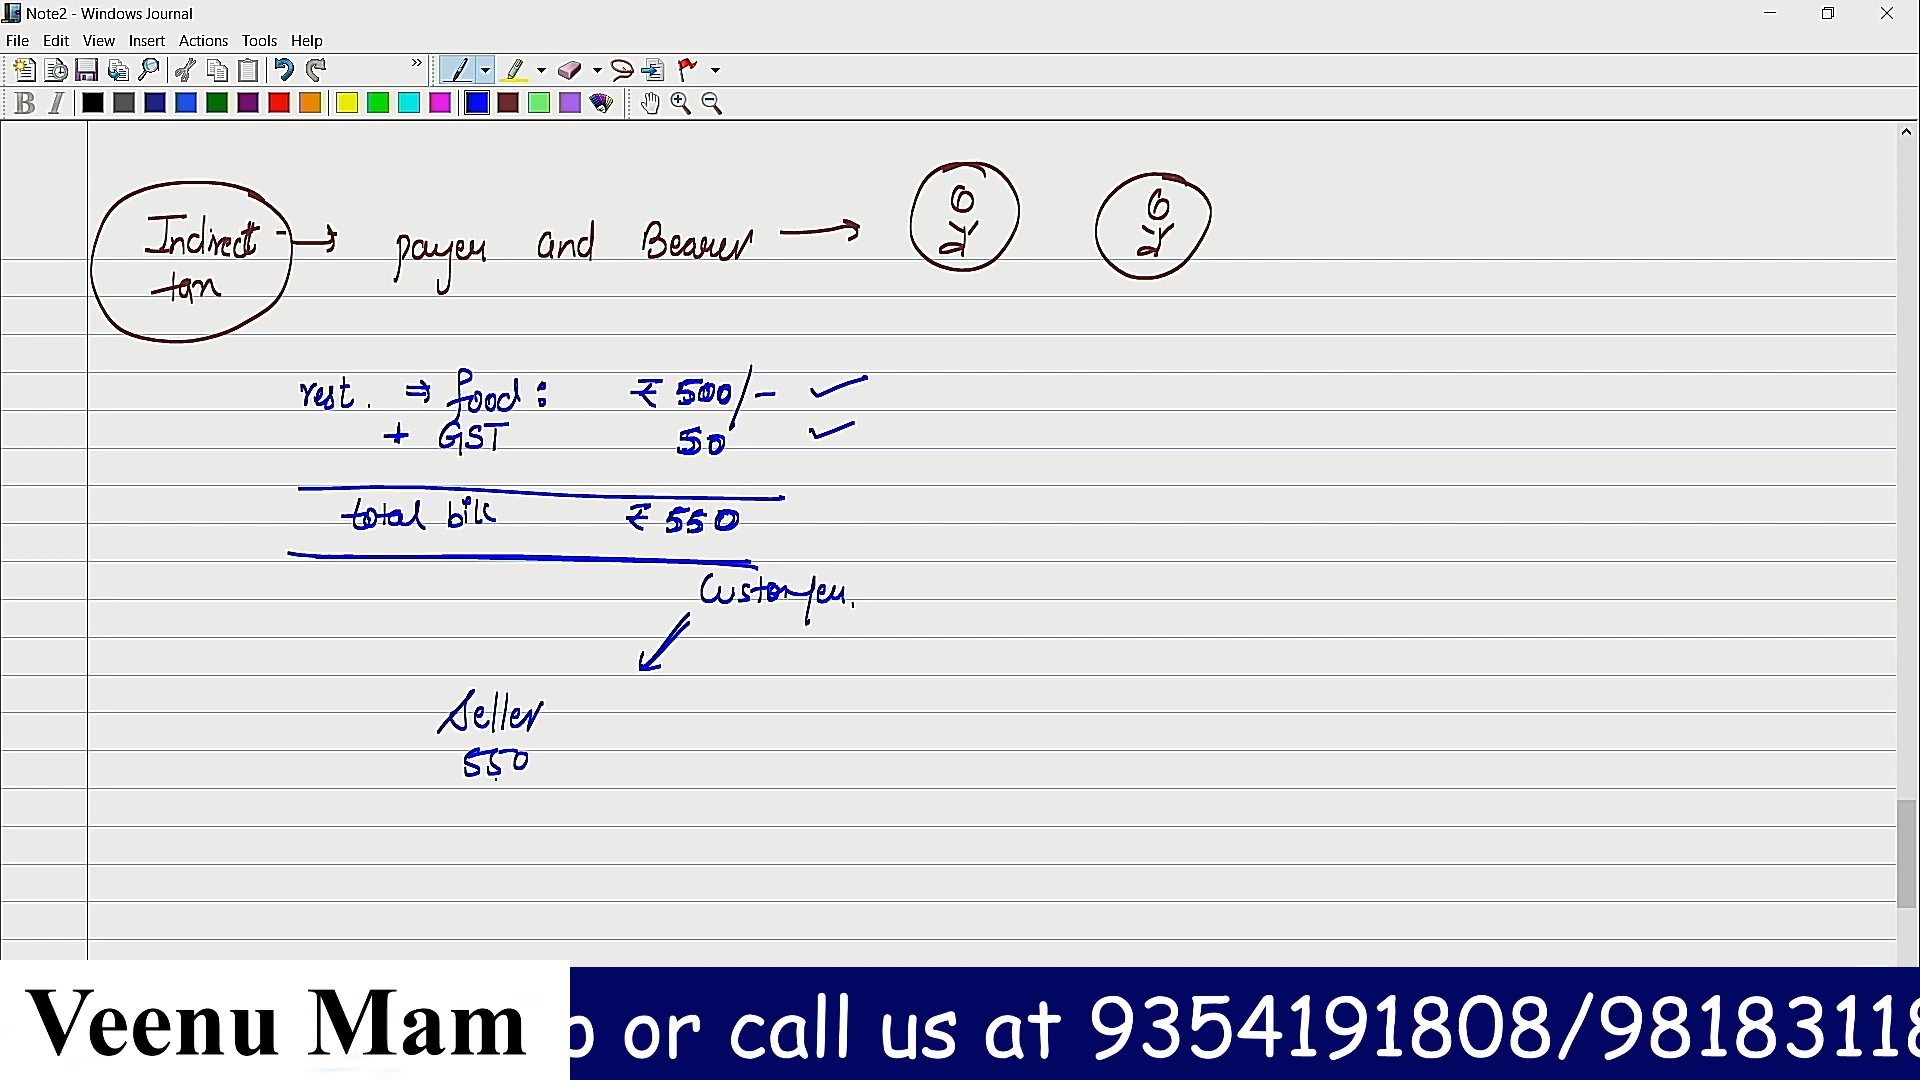 Note2 - Windows Journal
File Edit View Insert Actions Tools Help
B I
Indirect tax → payer and Bearer →
rest. ⇒ food : ₹ 500/- ✓
+ GST 50 ✓
total bill ₹ 550
Customer.
Seller
550
Veenu Mam
or call us at 9354191808/9818311